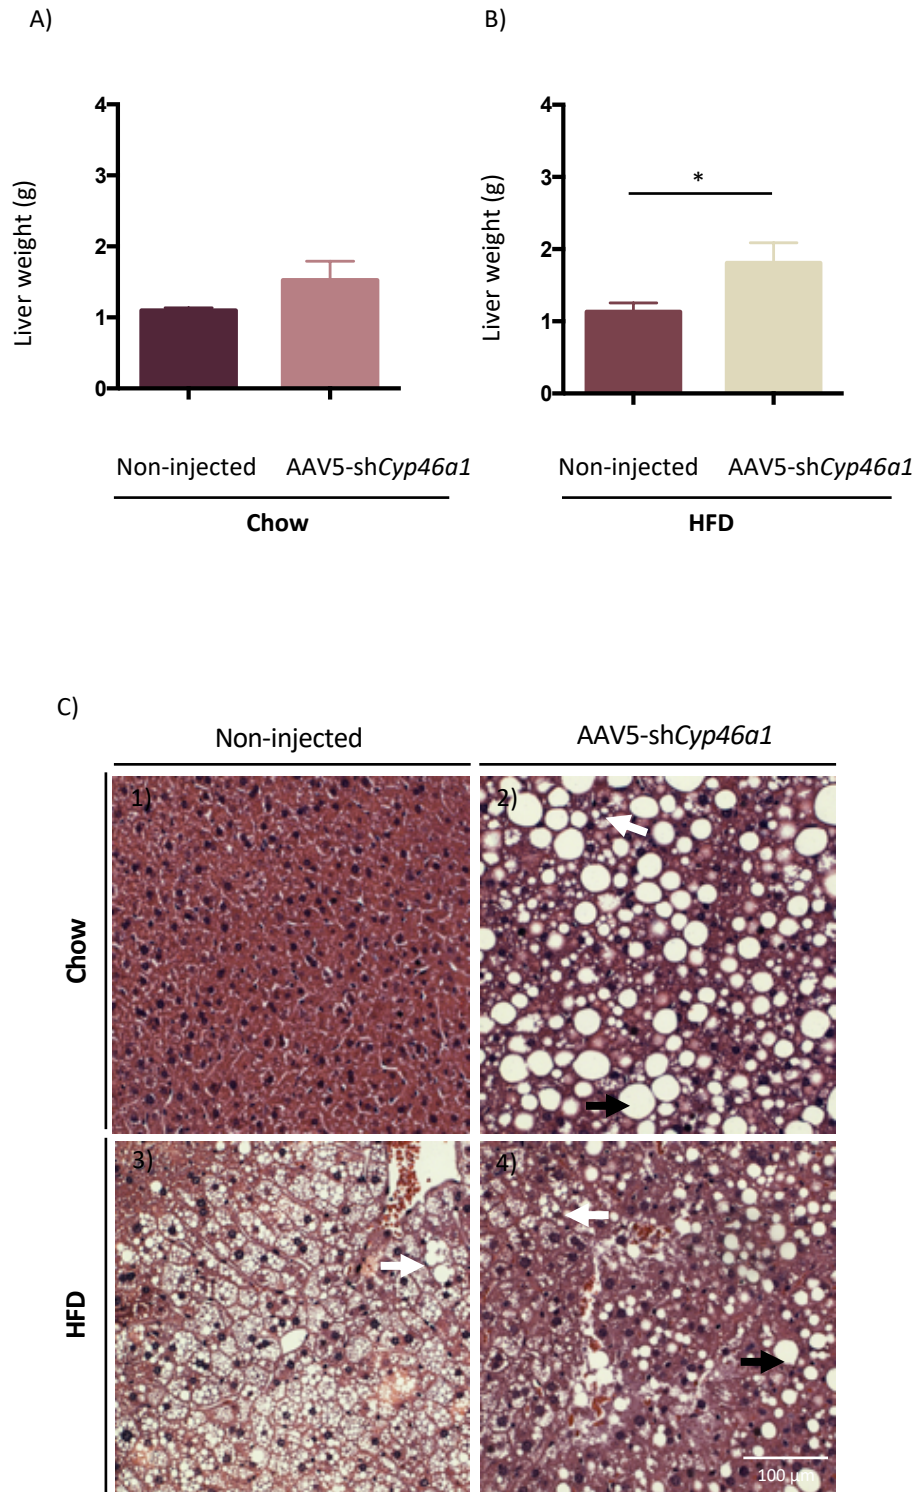 A)
B)
4
3
2
1
0
Liver weight (g)
Non-injected AAV5-shCyp46a1
Chow
4
3
2
1
0
Liver weight (g)
*
Non-injected AAV5-shCyp46a1
HFD
C)
Non-injected AAV5-shCyp46a1
Chow
1) 2)
HFD
3) 4)
100 µm